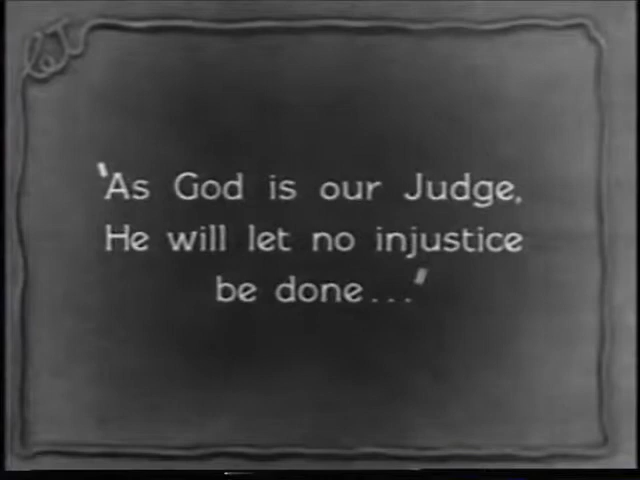 "As God is our Judge,
He will let no injustice
be done..."